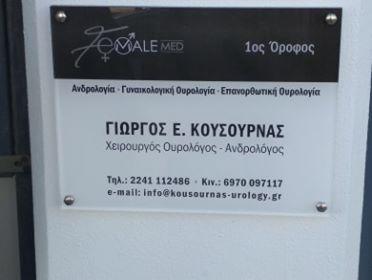 FeMALE MED
1ος Όροφος
Ανδρολογία - Γυναικολογική Ουρολογία - Επανορθωτική Ουρολογία
ΓΙΩΡΓΟΣ Ε. ΚΟΥΣΟΥΡΝΑΣ
Χειρουργός Ουρολόγος - Ανδρολόγος
Τηλ.: 2241 112486 · Κιν.: 6970 097117
e-mail: info@kousournas-urology.gr